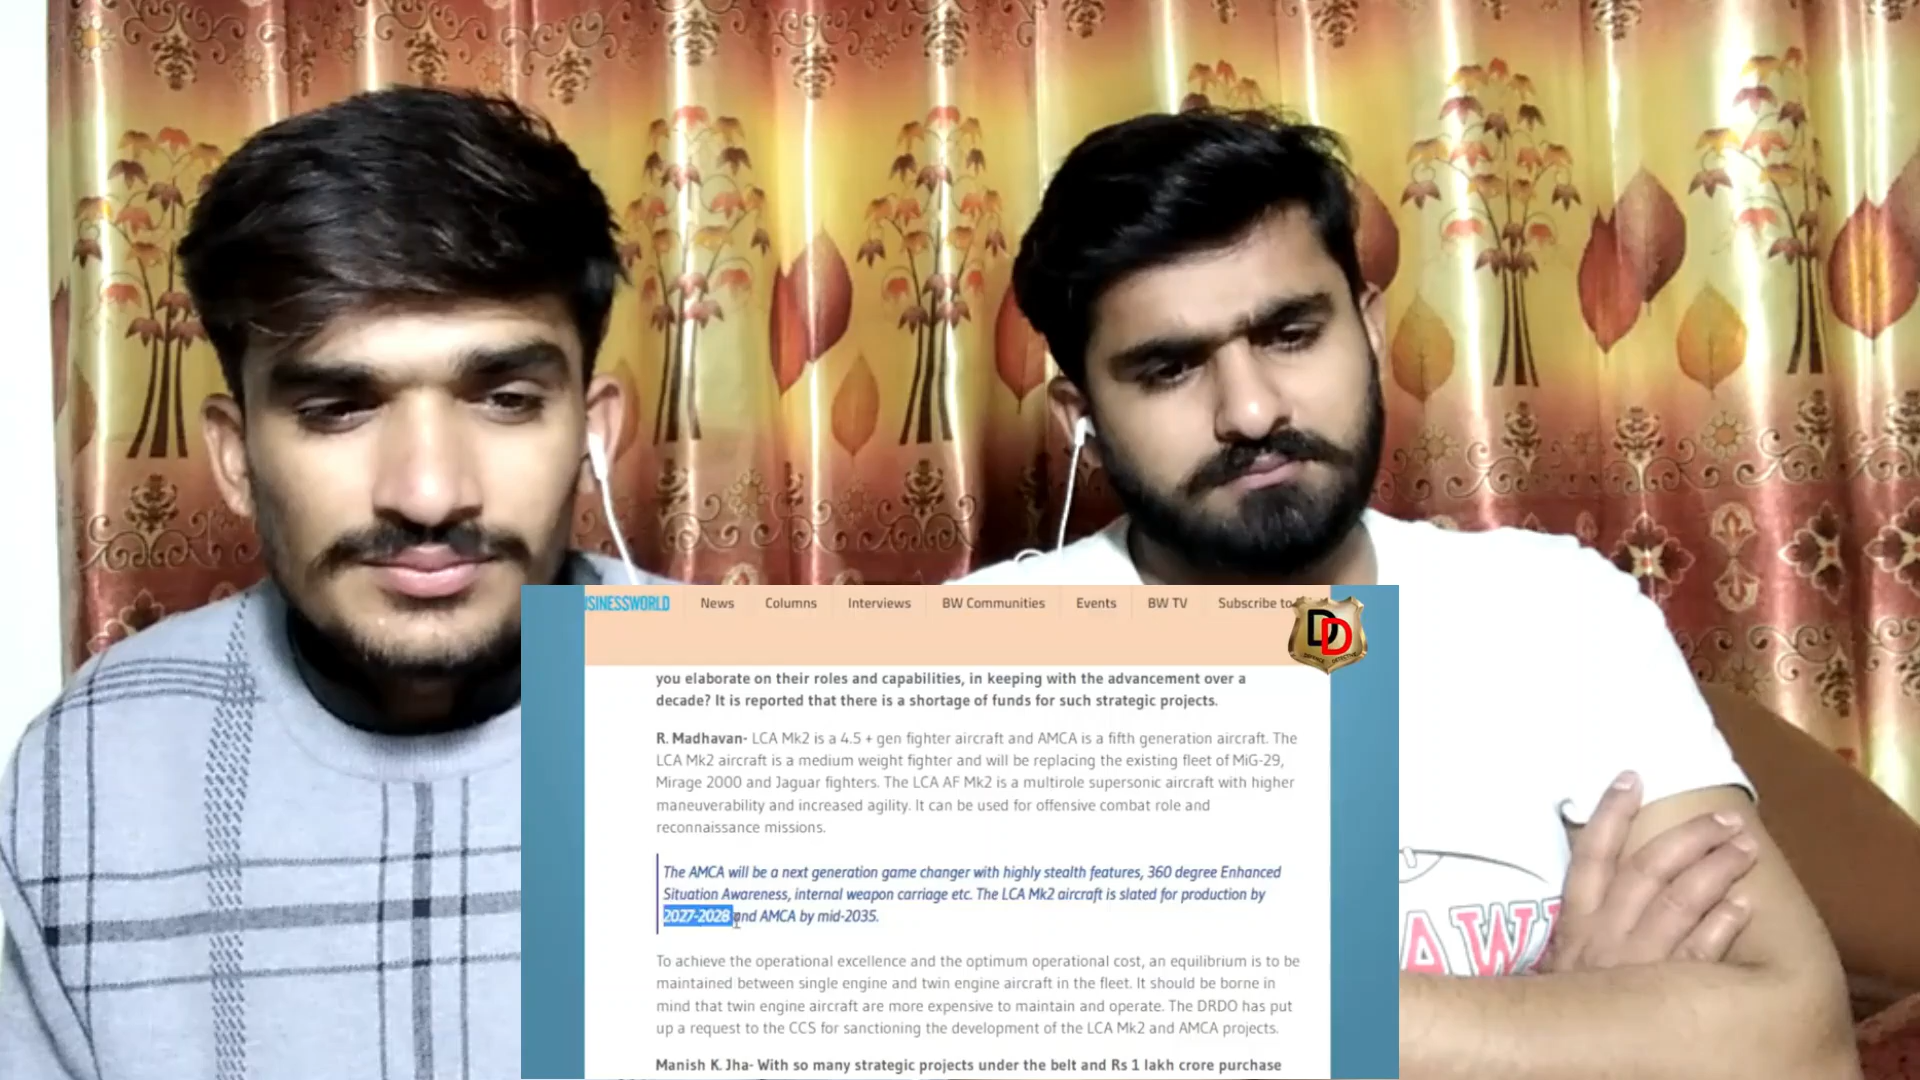 SINESSWORLD News Columns Interviews BW Communities Events BW TV Subscribe to
DD
you elaborate on their roles and capabilities, in keeping with the advancement over a
decade? It is reported that there is a shortage of funds for such strategic projects.
R. Madhavan- LCA Mk2 is a 4.5 + gen fighter aircraft and AMCA is a fifth generation aircraft. The
LCA Mk2 aircraft is a medium weight fighter and will be replacing the existing fleet of MiG-29,
Mirage 2000 and Jaguar fighters. The LCA AF Mk2 is a multirole supersonic aircraft with higher
maneuverability and increased agility. It can be used for offensive combat role and
reconnaissance missions.
The AMCA will be a next generation game changer with highly stealth features, 360 degree Enhanced
Situation Awareness, internal weapon carriage etc. The LCA Mk2 aircraft is slated for production by
2027-2028 and AMCA by mid-2035.
To achieve the operational excellence and the optimum operational cost, an equilibrium is to be
maintained between single engine and twin engine aircraft in the fleet. It should be borne in
mind that twin engine aircraft are more expensive to maintain and operate. The DRDO has put
up a request to the CCS for sanctioning the development of the LCA Mk2 and AMCA projects.
Manish K. Jha- With so many strategic projects under the belt and Rs 1 lakh crore purchase
AW